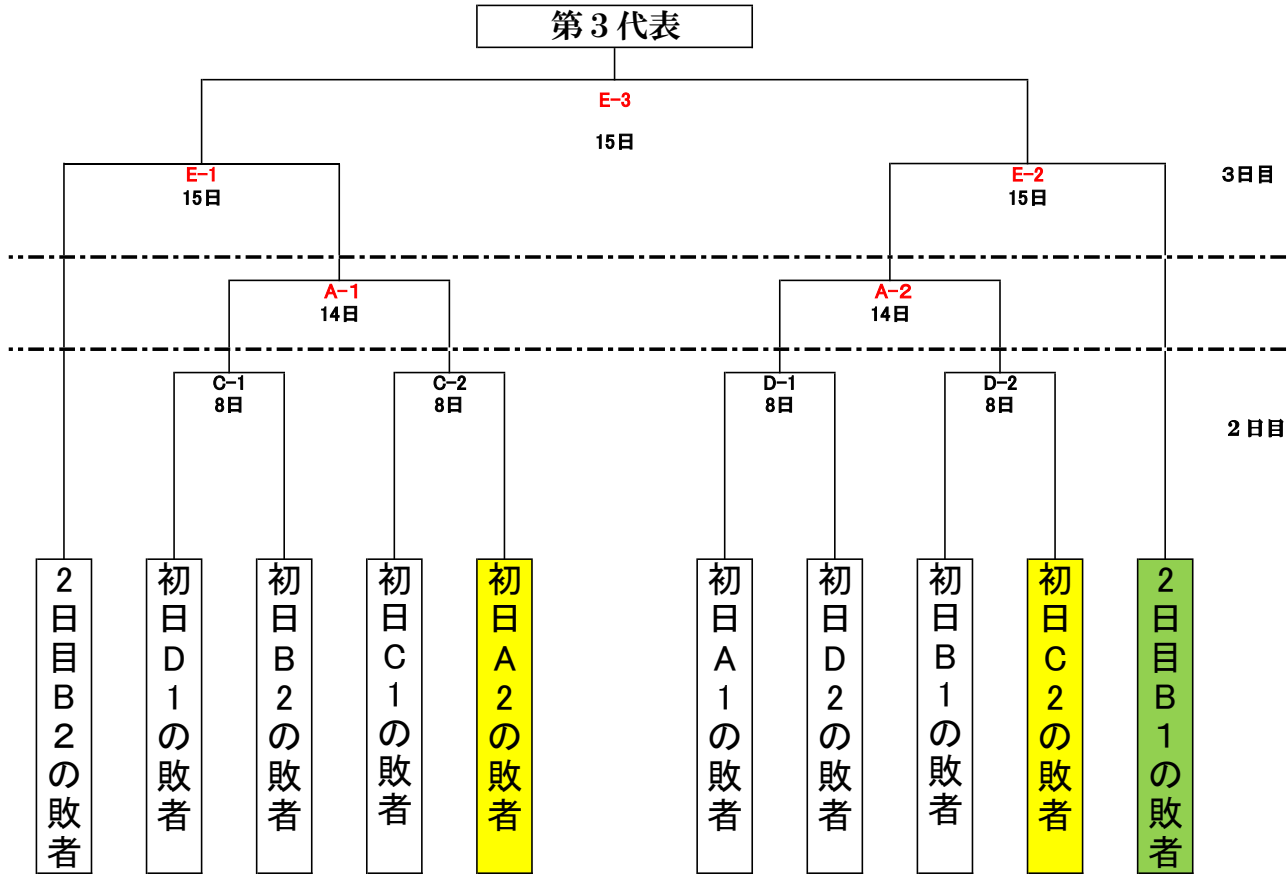 第３代表
E-3
15日
E-1
15日
E-2
15日
３日目
A-1
14日
A-2
14日
C-1
8日
C-2
8日
D-1
8日
D-2
8日
２日目
２日目Ｂ２の敗者
初日Ｄ１の敗者
初日Ｂ２の敗者
初日Ｃ１の敗者
初日Ａ２の敗者
初日Ａ１の敗者
初日Ｄ２の敗者
初日Ｂ１の敗者
初日Ｃ２の敗者
２日目Ｂ１の敗者